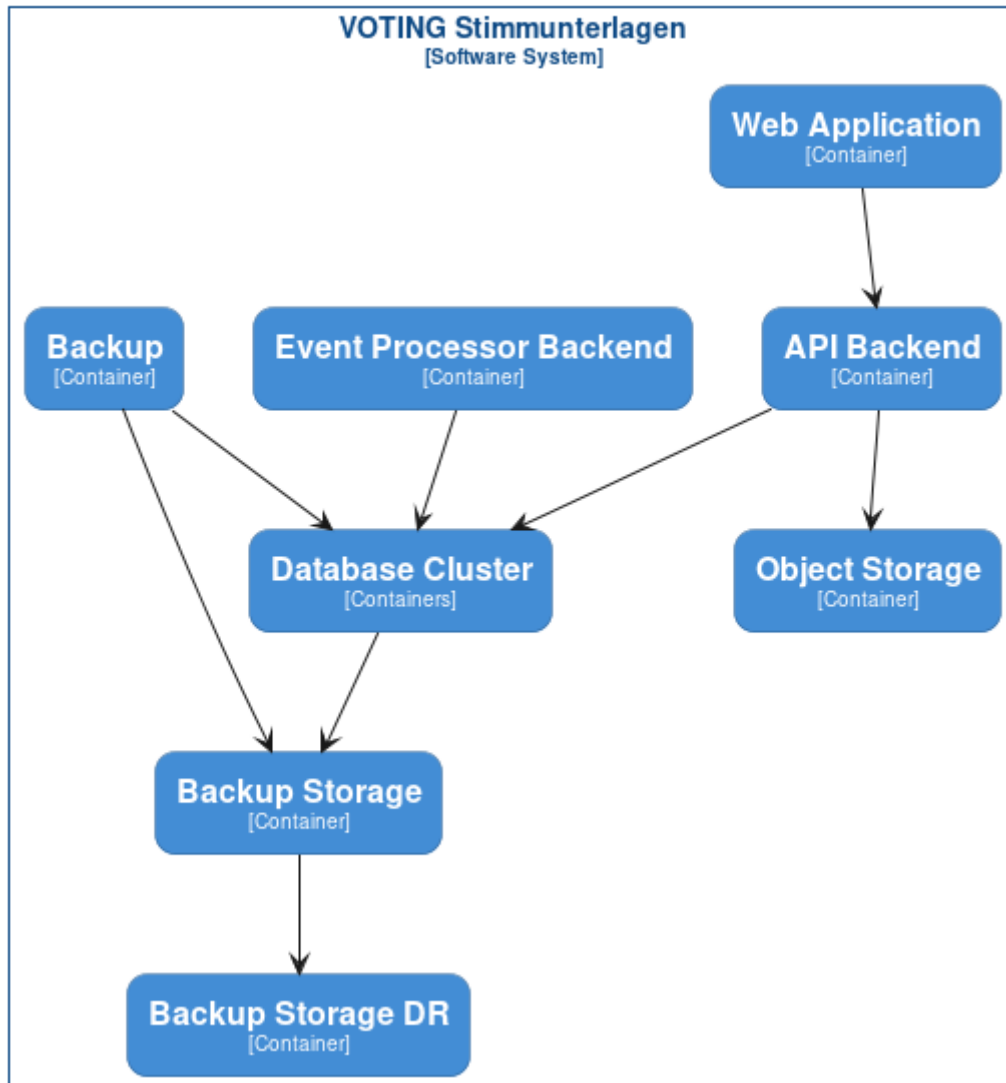 VOTING Stimmunterlagen
[Software System]
Web Application
[Container]
Backup
[Container]
Event Processor Backend
[Container]
API Backend
[Container]
Database Cluster
[Containers]
Object Storage
[Container]
Backup Storage
[Container]
Backup Storage DR
[Container]